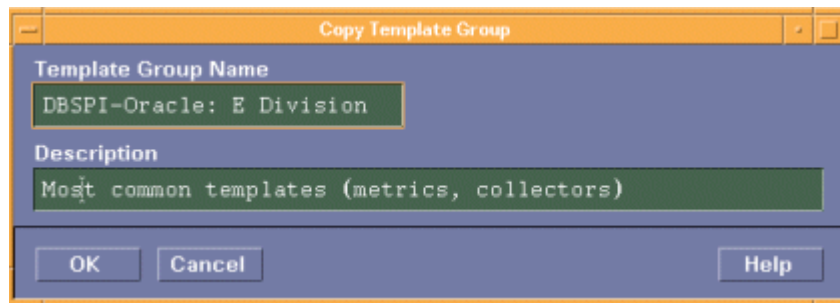 Copy Template Group
Template Group Name
DBSPI-Oracle: E Division
Description
Most common templates (metrics, collectors)
OK Cancel Help